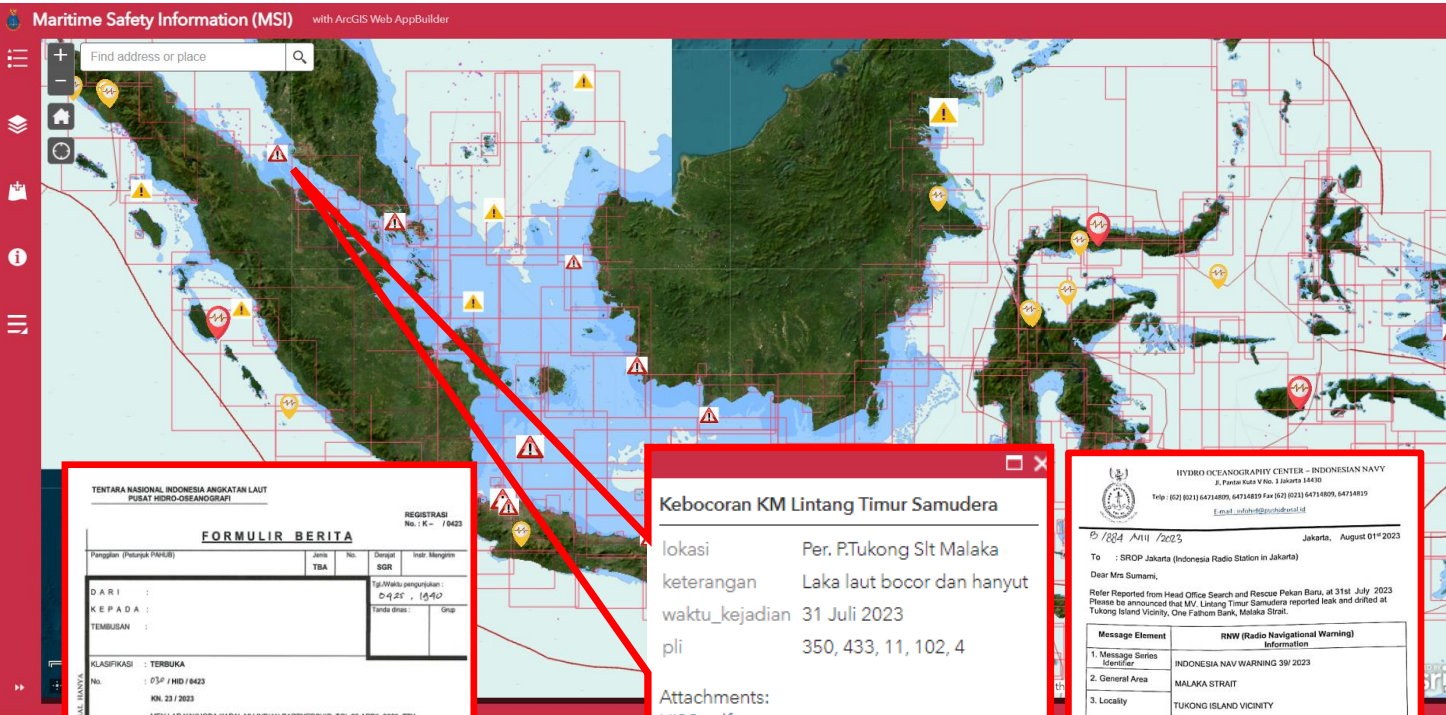 Maritime Safety Information (MSI) with ArcGIS Web AppBuilder
Find address or place
TENTARA NASIONAL INDONESIA ANGKATAN LAUT
PUSAT HIDRO-OSEANOGRAFI
REGISTRASI
No. : K – / 0423
FORMULIR BERITA
Panggilan (Petunjuk PAHUB) Jenis No. Derajat Instr. Mengirim
TBA SGR
Tgl./Waktu pengunjukan :
0425 . 1940
DARI :
KEPADA : Tanda dinas : Grup
TEMBUSAN :
KLASIFIKASI : TERBUKA
No. : 030 / HID / 0423
KN. 23 / 2023
Kebocoran KM Lintang Timur Samudera
lokasi Per. P.Tukong Slt Malaka
keterangan Laka laut bocor dan hanyut
waktu_kejadian 31 Juli 2023
pli 350, 433, 11, 102, 4
Attachments:
HYDRO OCEANOGRAPHY CENTER – INDONESIAN NAVY
Jl. Pantai Kuta V No. 1 Jakarta 14430
Telp : (62) (021) 64714809, 64714819 Fax (62) (021) 64714809, 64714819
E-mail : infohid@pushidrosal.id
B /884 /VIII /2023 Jakarta, August 01st 2023
To : SROP Jakarta (Indonesia Radio Station in Jakarta)
Dear Mrs Sumami,
Refer Reported from Head Office Search and Rescue Pekan Baru, at 31st July 2023
Please be announced that MV. Lintang Timur Samudera reported leak and drifted at
Tukong Island Vicinity, One Fathom Bank, Malaka Strait.
Message Element RNW (Radio Navigational Warning)
Information
1. Message Series
Identifier INDONESIA NAV WARNING 39/ 2023
2. General Area MALAKA STRAIT
3. Locality TUKONG ISLAND VICINITY